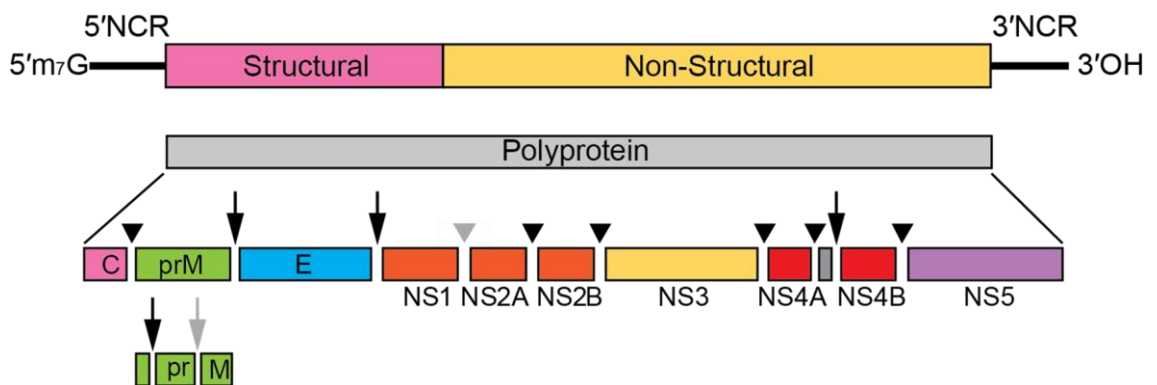 5′NCR 3′NCR
5′m₇G Structural Non-Structural 3′OH
Polyprotein
C prM E
NS1 NS2A NS2B NS3 NS4A NS4B NS5
pr M